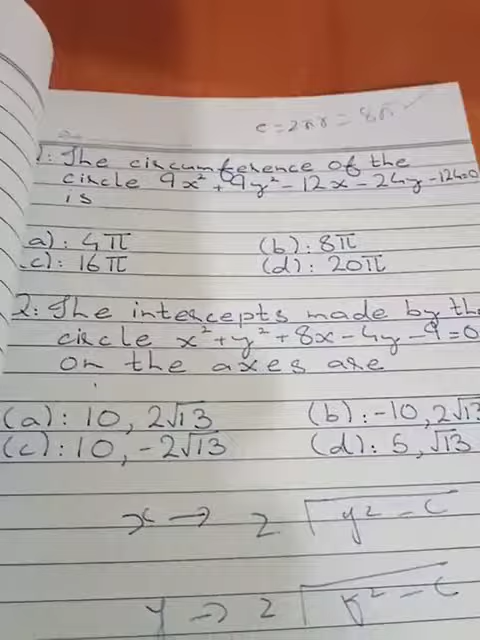 c = 2πr = 8π ✓
1: The circumference of the
circle 9x² + 9y² - 12x - 24y - 124=0
is
a): 4π (b): 8π
c): 16π (d): 20π
2: The intercepts made by the
circle x² + y² + 8x - 4y - 9 = 0
on the axes are
(a): 10, 2√13 (b): -10, 2√13
(c): 10, -2√13 (d): 5, √13
x → 2 √
y → 2 √